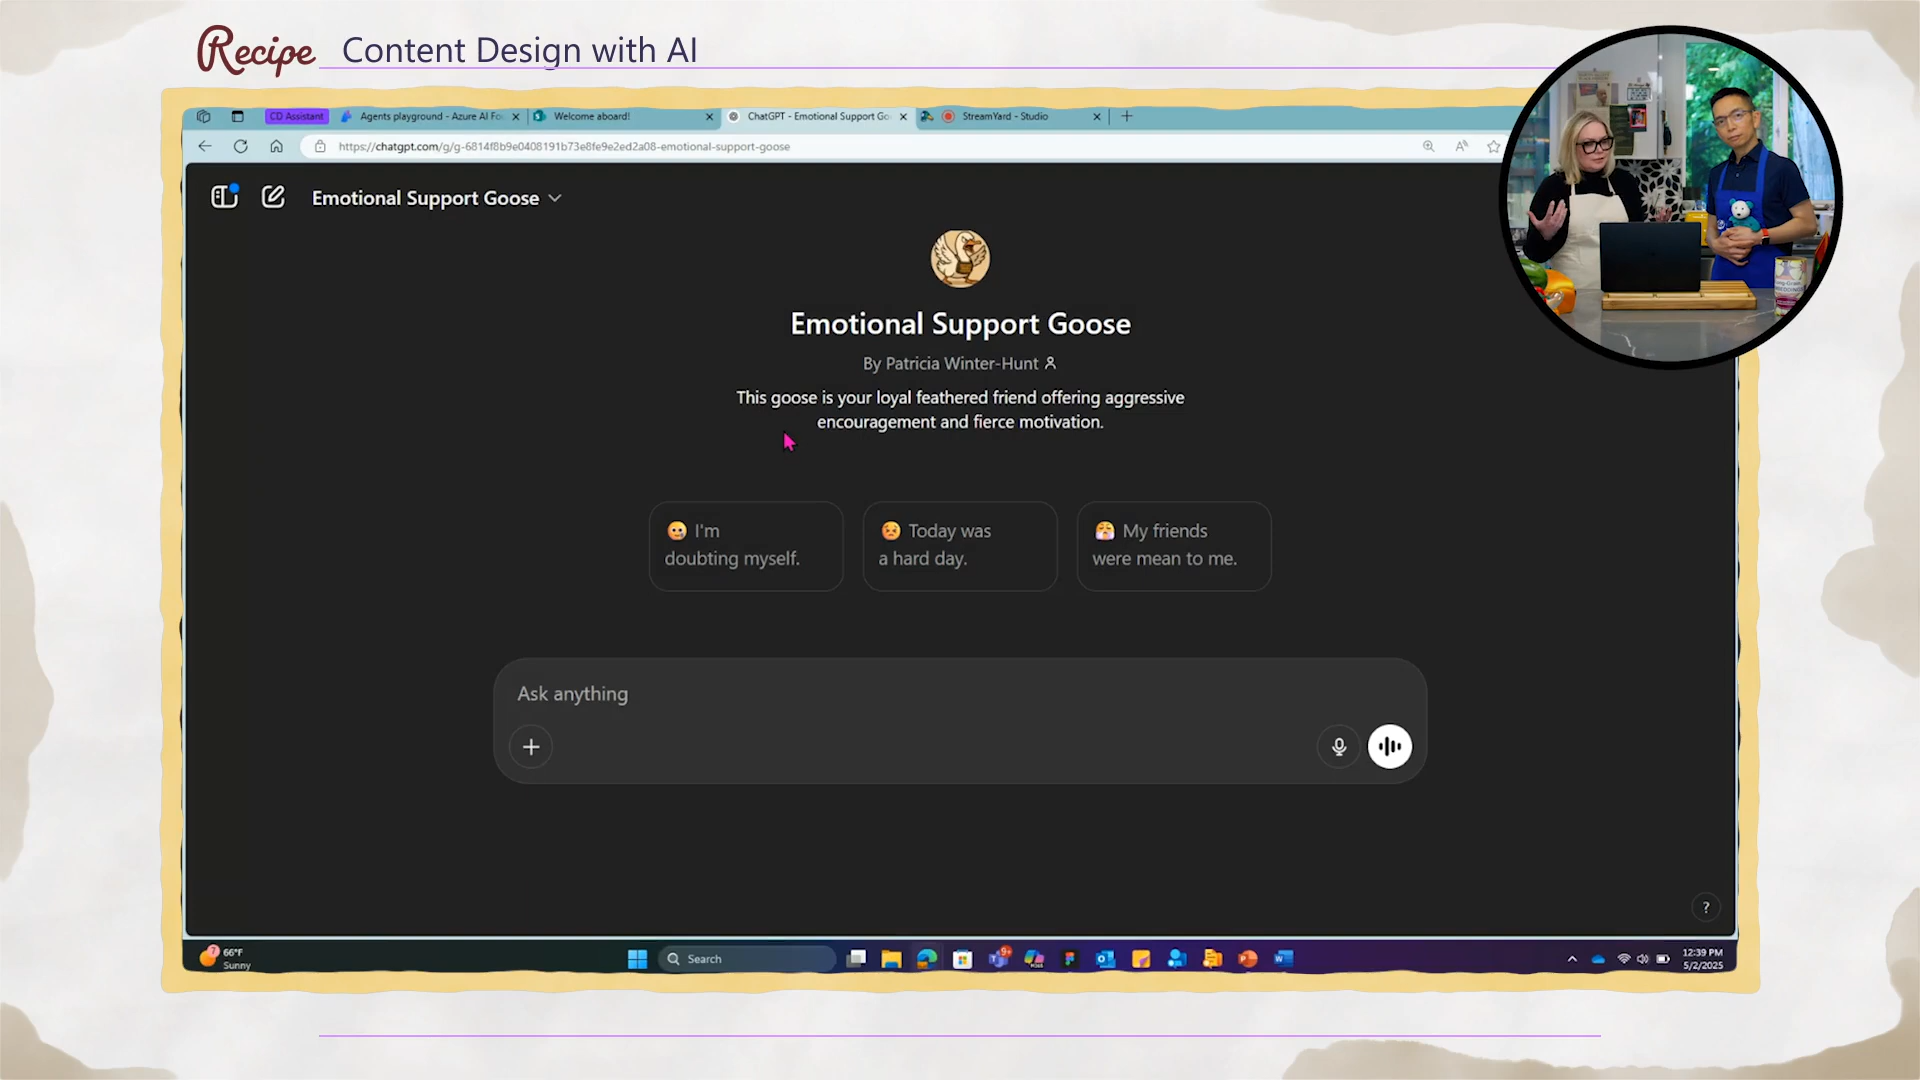 Recipe Content Design with AI
CD Assistant
Agents playground - Azure AI Fo
Welcome aboard!
ChatGPT - Emotional Support Go
StreamYard - Studio
https://chatgpt.com/g/g-6814f8b9e0408191b73e8fe9e2ed2a08-emotional-support-goose
Emotional Support Goose
Emotional Support Goose
By Patricia Winter-Hunt
This goose is your loyal feathered friend offering aggressive
encouragement and fierce motivation.
I'm
doubting myself.
Today was
a hard day.
My friends
were mean to me.
Ask anything
?
66°F
Sunny
Search
12:39 PM
5/2/2025